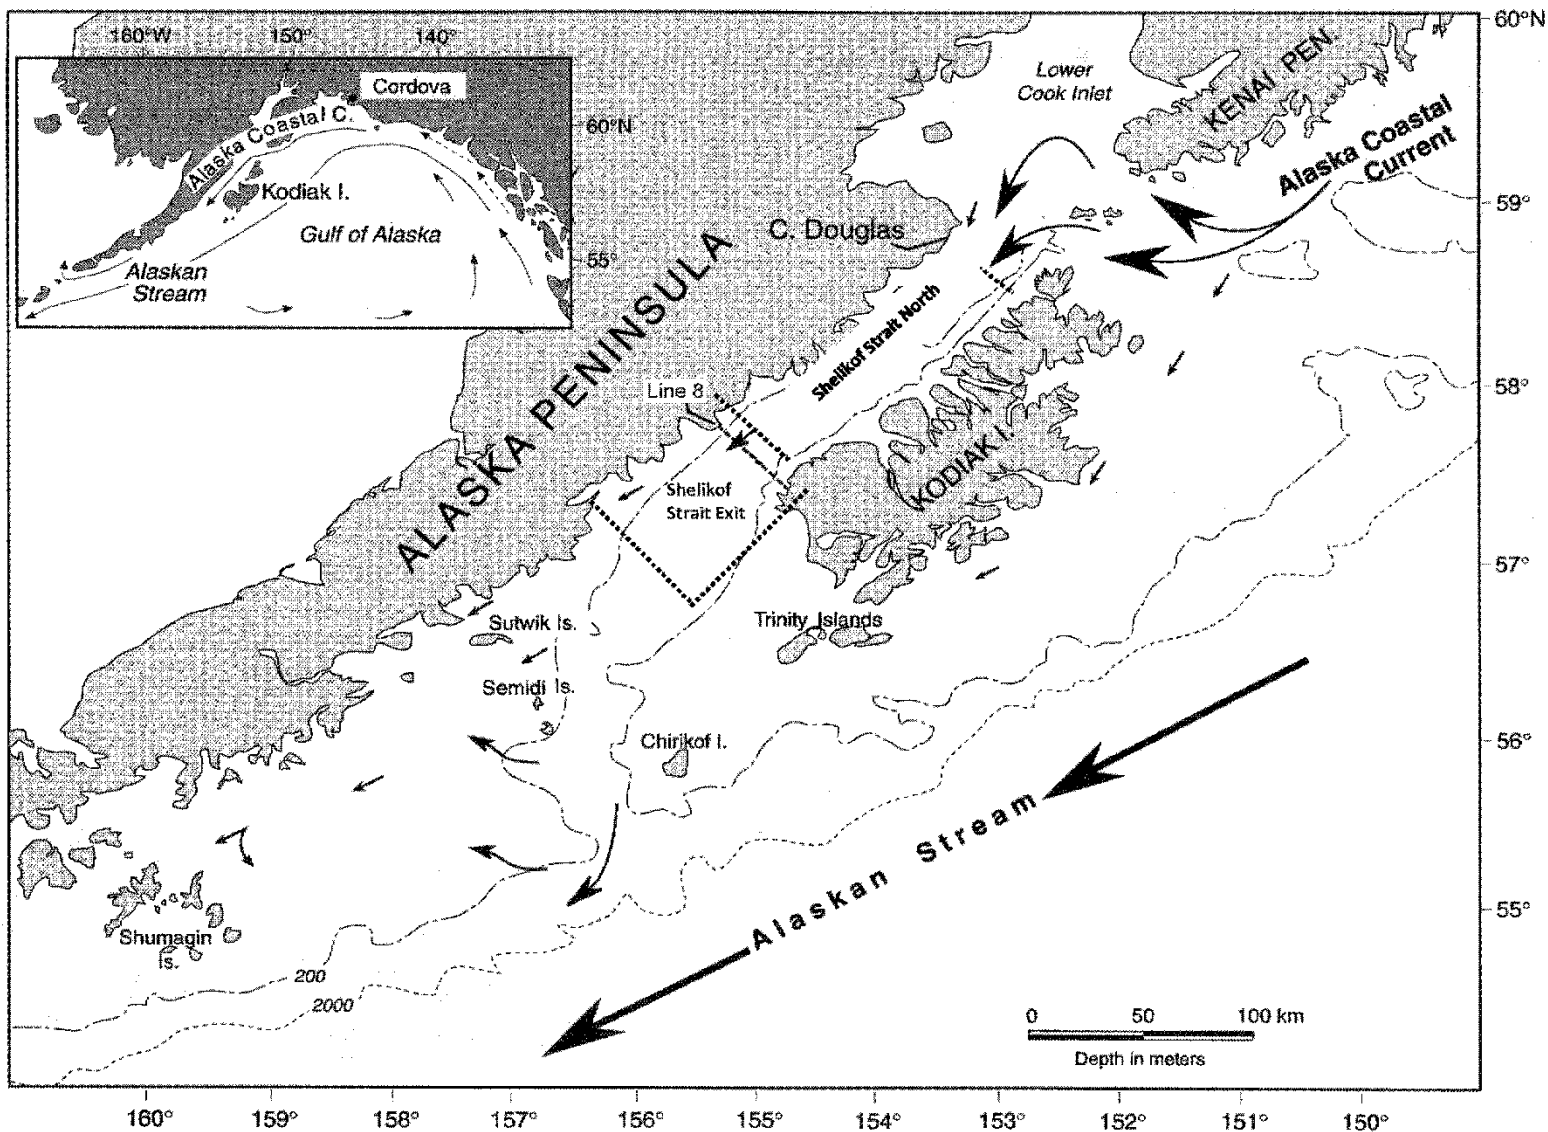 160°W
150°
140°
60°N
Cordova
Alaska Coastal C.
60°N
Kodiak I.
Gulf of Alaska
55°
Alaskan
Stream
Lower
Cook Inlet
KENAI PEN.
Alaska Coastal
Current
59°
C. Douglas
ALASKA PENINSULA
Shelikof Strait North
58°
Line 8
KODIAK I.
Shelikof
Strait Exit
57°
Sutwik Is.
Trinity Islands
Semidi Is.
Chirikof I.
56°
Alaskan Stream
55°
Shumagin
Is.
200
2000
0 50 100 km
Depth in meters
160° 159° 158° 157° 156° 155° 154° 153° 152° 151° 150°